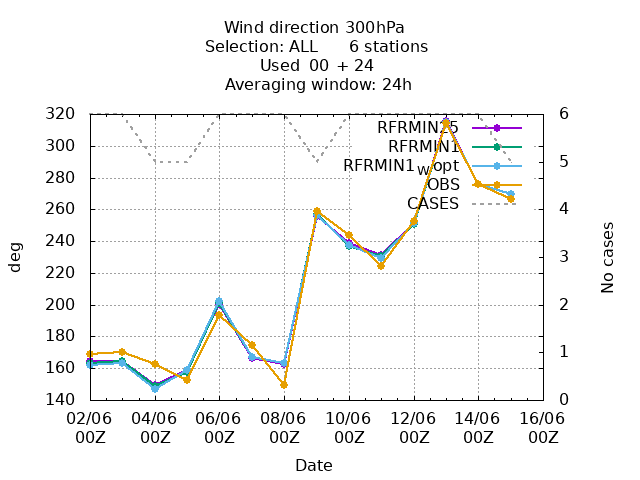 Wind direction 300hPa
Selection: ALL 6 stations
Used 00 + 24
Averaging window: 24h
320
300
280
260
240
220
200
180
160
140
deg
6
5
4
3
2
1
0
No cases
RFRMIN25
RFRMIN1
RFRMIN1wopt
OBS
CASES
02/06 04/06 06/06 08/06 10/06 12/06 14/06 16/06
00Z 00Z 00Z 00Z 00Z 00Z 00Z 00Z
Date